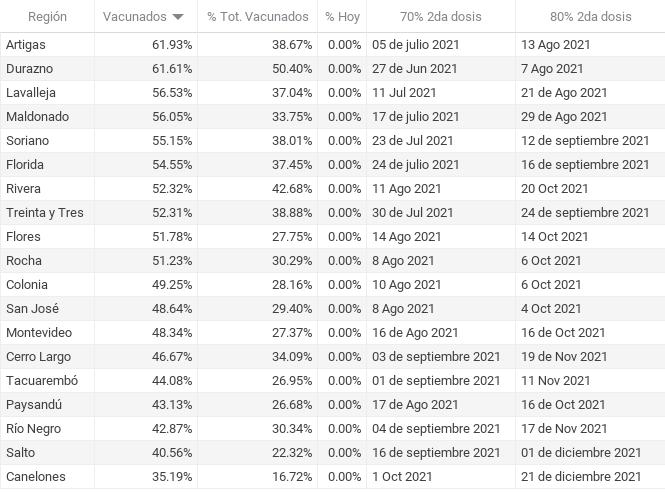 Región Vacunados % Tot. Vacunados % Hoy 70% 2da dosis 80% 2da dosis
Artigas 61.93% 38.67% 0.00% 05 de julio 2021 13 Ago 2021
Durazno 61.61% 50.40% 0.00% 27 de Jun 2021 7 Ago 2021
Lavalleja 56.53% 37.04% 0.00% 11 Jul 2021 21 de Ago 2021
Maldonado 56.05% 33.75% 0.00% 17 de julio 2021 29 de Ago 2021
Soriano 55.15% 38.01% 0.00% 23 de Jul 2021 12 de septiembre 2021
Florida 54.55% 37.45% 0.00% 24 de julio 2021 16 de septiembre 2021
Rivera 52.32% 42.68% 0.00% 11 Ago 2021 20 Oct 2021
Treinta y Tres 52.31% 38.88% 0.00% 30 de Jul 2021 24 de septiembre 2021
Flores 51.78% 27.75% 0.00% 14 Ago 2021 14 Oct 2021
Rocha 51.23% 30.29% 0.00% 8 Ago 2021 6 Oct 2021
Colonia 49.25% 28.16% 0.00% 10 Ago 2021 6 Oct 2021
San José 48.64% 29.40% 0.00% 8 Ago 2021 4 Oct 2021
Montevideo 48.34% 27.37% 0.00% 16 de Ago 2021 16 de Oct 2021
Cerro Largo 46.67% 34.09% 0.00% 03 de septiembre 2021 19 de Nov 2021
Tacuarembó 44.08% 26.95% 0.00% 01 de septiembre 2021 11 Nov 2021
Paysandú 43.13% 26.68% 0.00% 17 de Ago 2021 16 de Oct 2021
Río Negro 42.87% 30.34% 0.00% 04 de septiembre 2021 17 de Nov 2021
Salto 40.56% 22.32% 0.00% 16 de septiembre 2021 01 de diciembre 2021
Canelones 35.19% 16.72% 0.00% 1 Oct 2021 21 de diciembre 2021